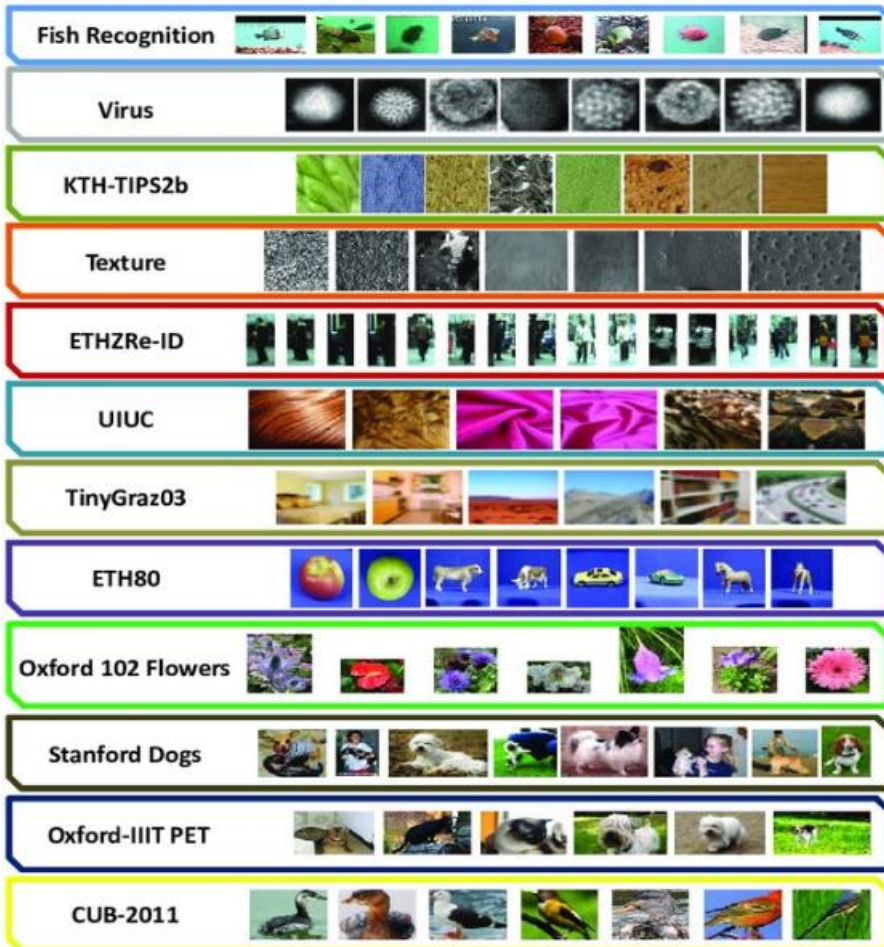 Fish Recognition
Virus
KTH-TIPS2b
Texture
ETHZRe-ID
UIUC
TinyGraz03
ETH80
Oxford 102 Flowers
Stanford Dogs
Oxford-IIIT PET
CUB-2011